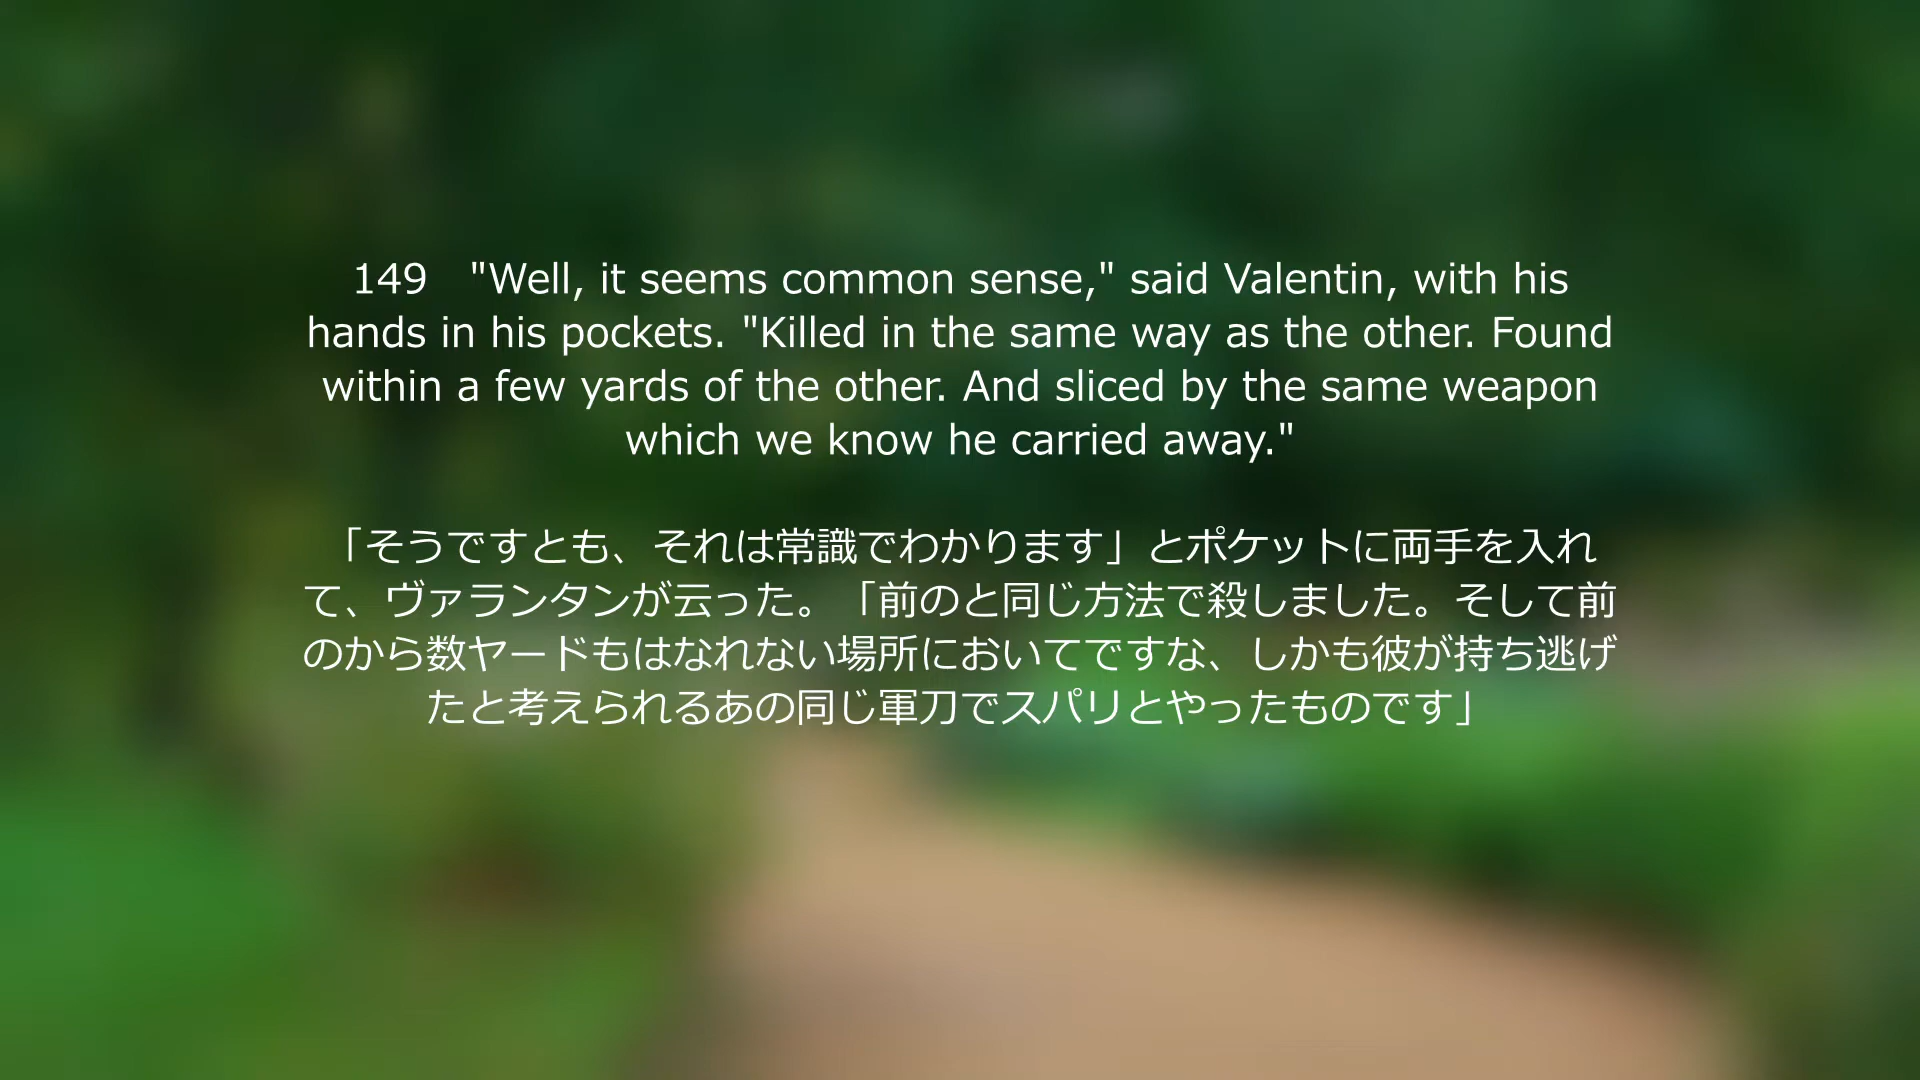 149　"Well, it seems common sense," said Valentin, with his
hands in his pockets. "Killed in the same way as the other. Found
within a few yards of the other. And sliced by the same weapon
which we know he carried away."
「そうですとも、それは常識でわかります」とポケットに両手を入れ
て、ヴァランタンが云った。「前のと同じ方法で殺しました。そして前
のから数ヤードもはなれない場所においてですな、しかも彼が持ち逃げ
たと考えられるあの同じ軍刀でスパリとやったものです」